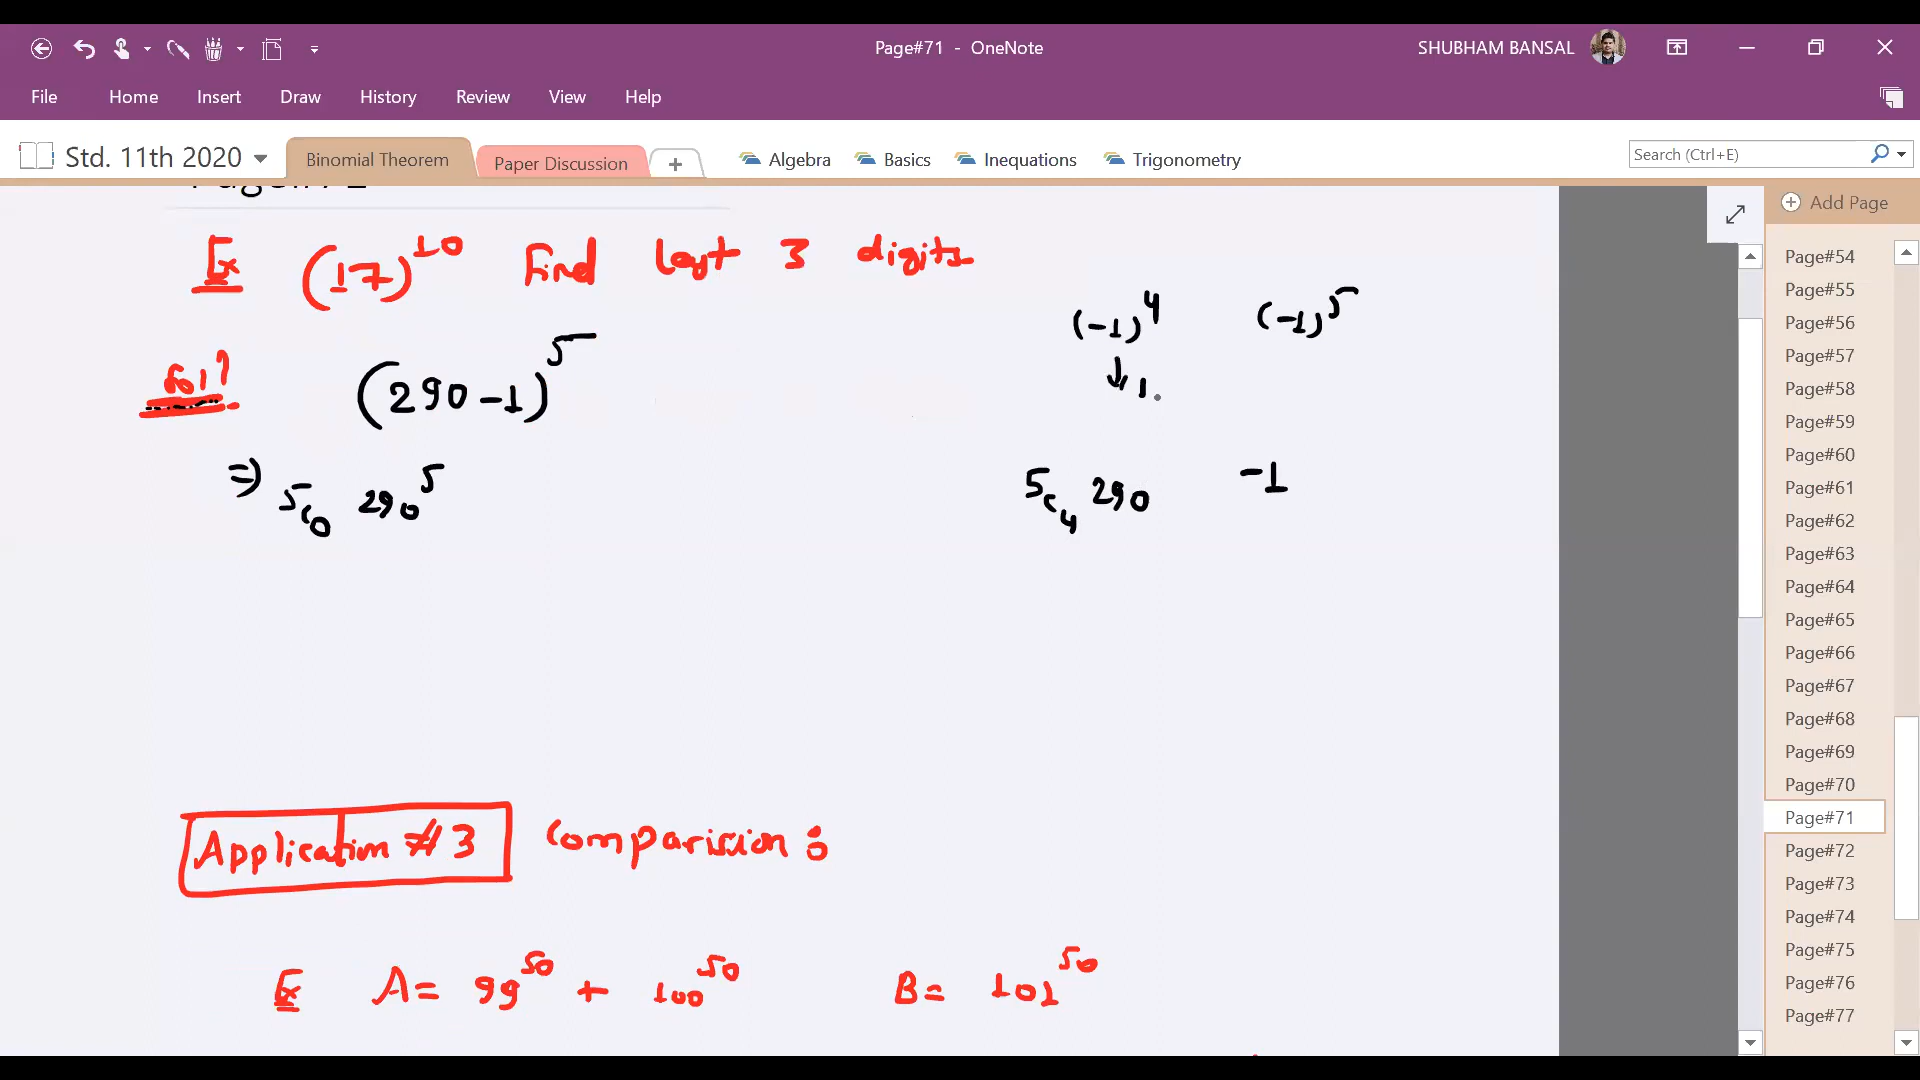 Page#71 - OneNote
SHUBHAM BANSAL
File Home Insert Draw History Review View Help
Std. 11th 2020
Binomial Theorem
Paper Discussion
+
Algebra
Basics
Inequations
Trigonometry
Search (Ctrl+E)
Add Page
Ex (17)^10 Find last 3 digits
Sol?
(290-1)^5
(-1)^4 (-1)^5
↓ 1
=> 5C0 290^5
5C4 290 -1
Application #3 Comparision :
Ex A = 99^50 + 100^50 B = 101^50
Page#54
Page#55
Page#56
Page#57
Page#58
Page#59
Page#60
Page#61
Page#62
Page#63
Page#64
Page#65
Page#66
Page#67
Page#68
Page#69
Page#70
Page#71
Page#72
Page#73
Page#74
Page#75
Page#76
Page#77